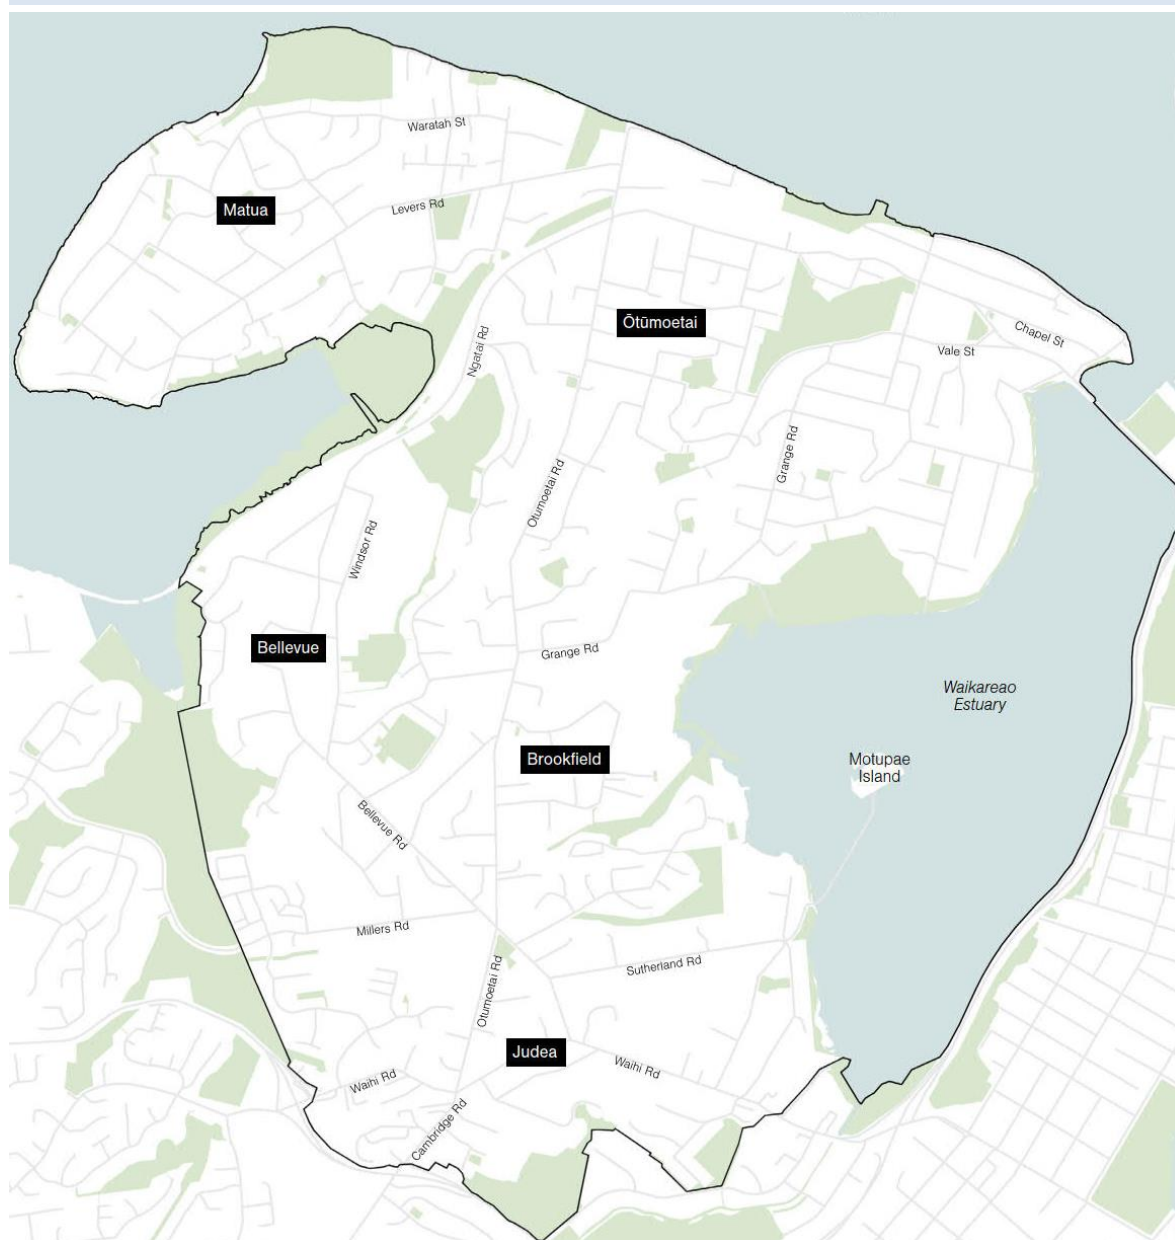 Waratah St
Matua
Levers Rd
Ōtūmoetai
Chapel St
Ngatai Rd
Vale St
Grange Rd
Otumoetai Rd
Windsor Rd
Bellevue
Grange Rd
Waikareao
Estuary
Brookfield
Motupae
Island
Bellevue Rd
Millers Rd
Sutherland Rd
Otumoetai Rd
Judea
Waihi Rd
Waihi Rd
Cambridge Rd